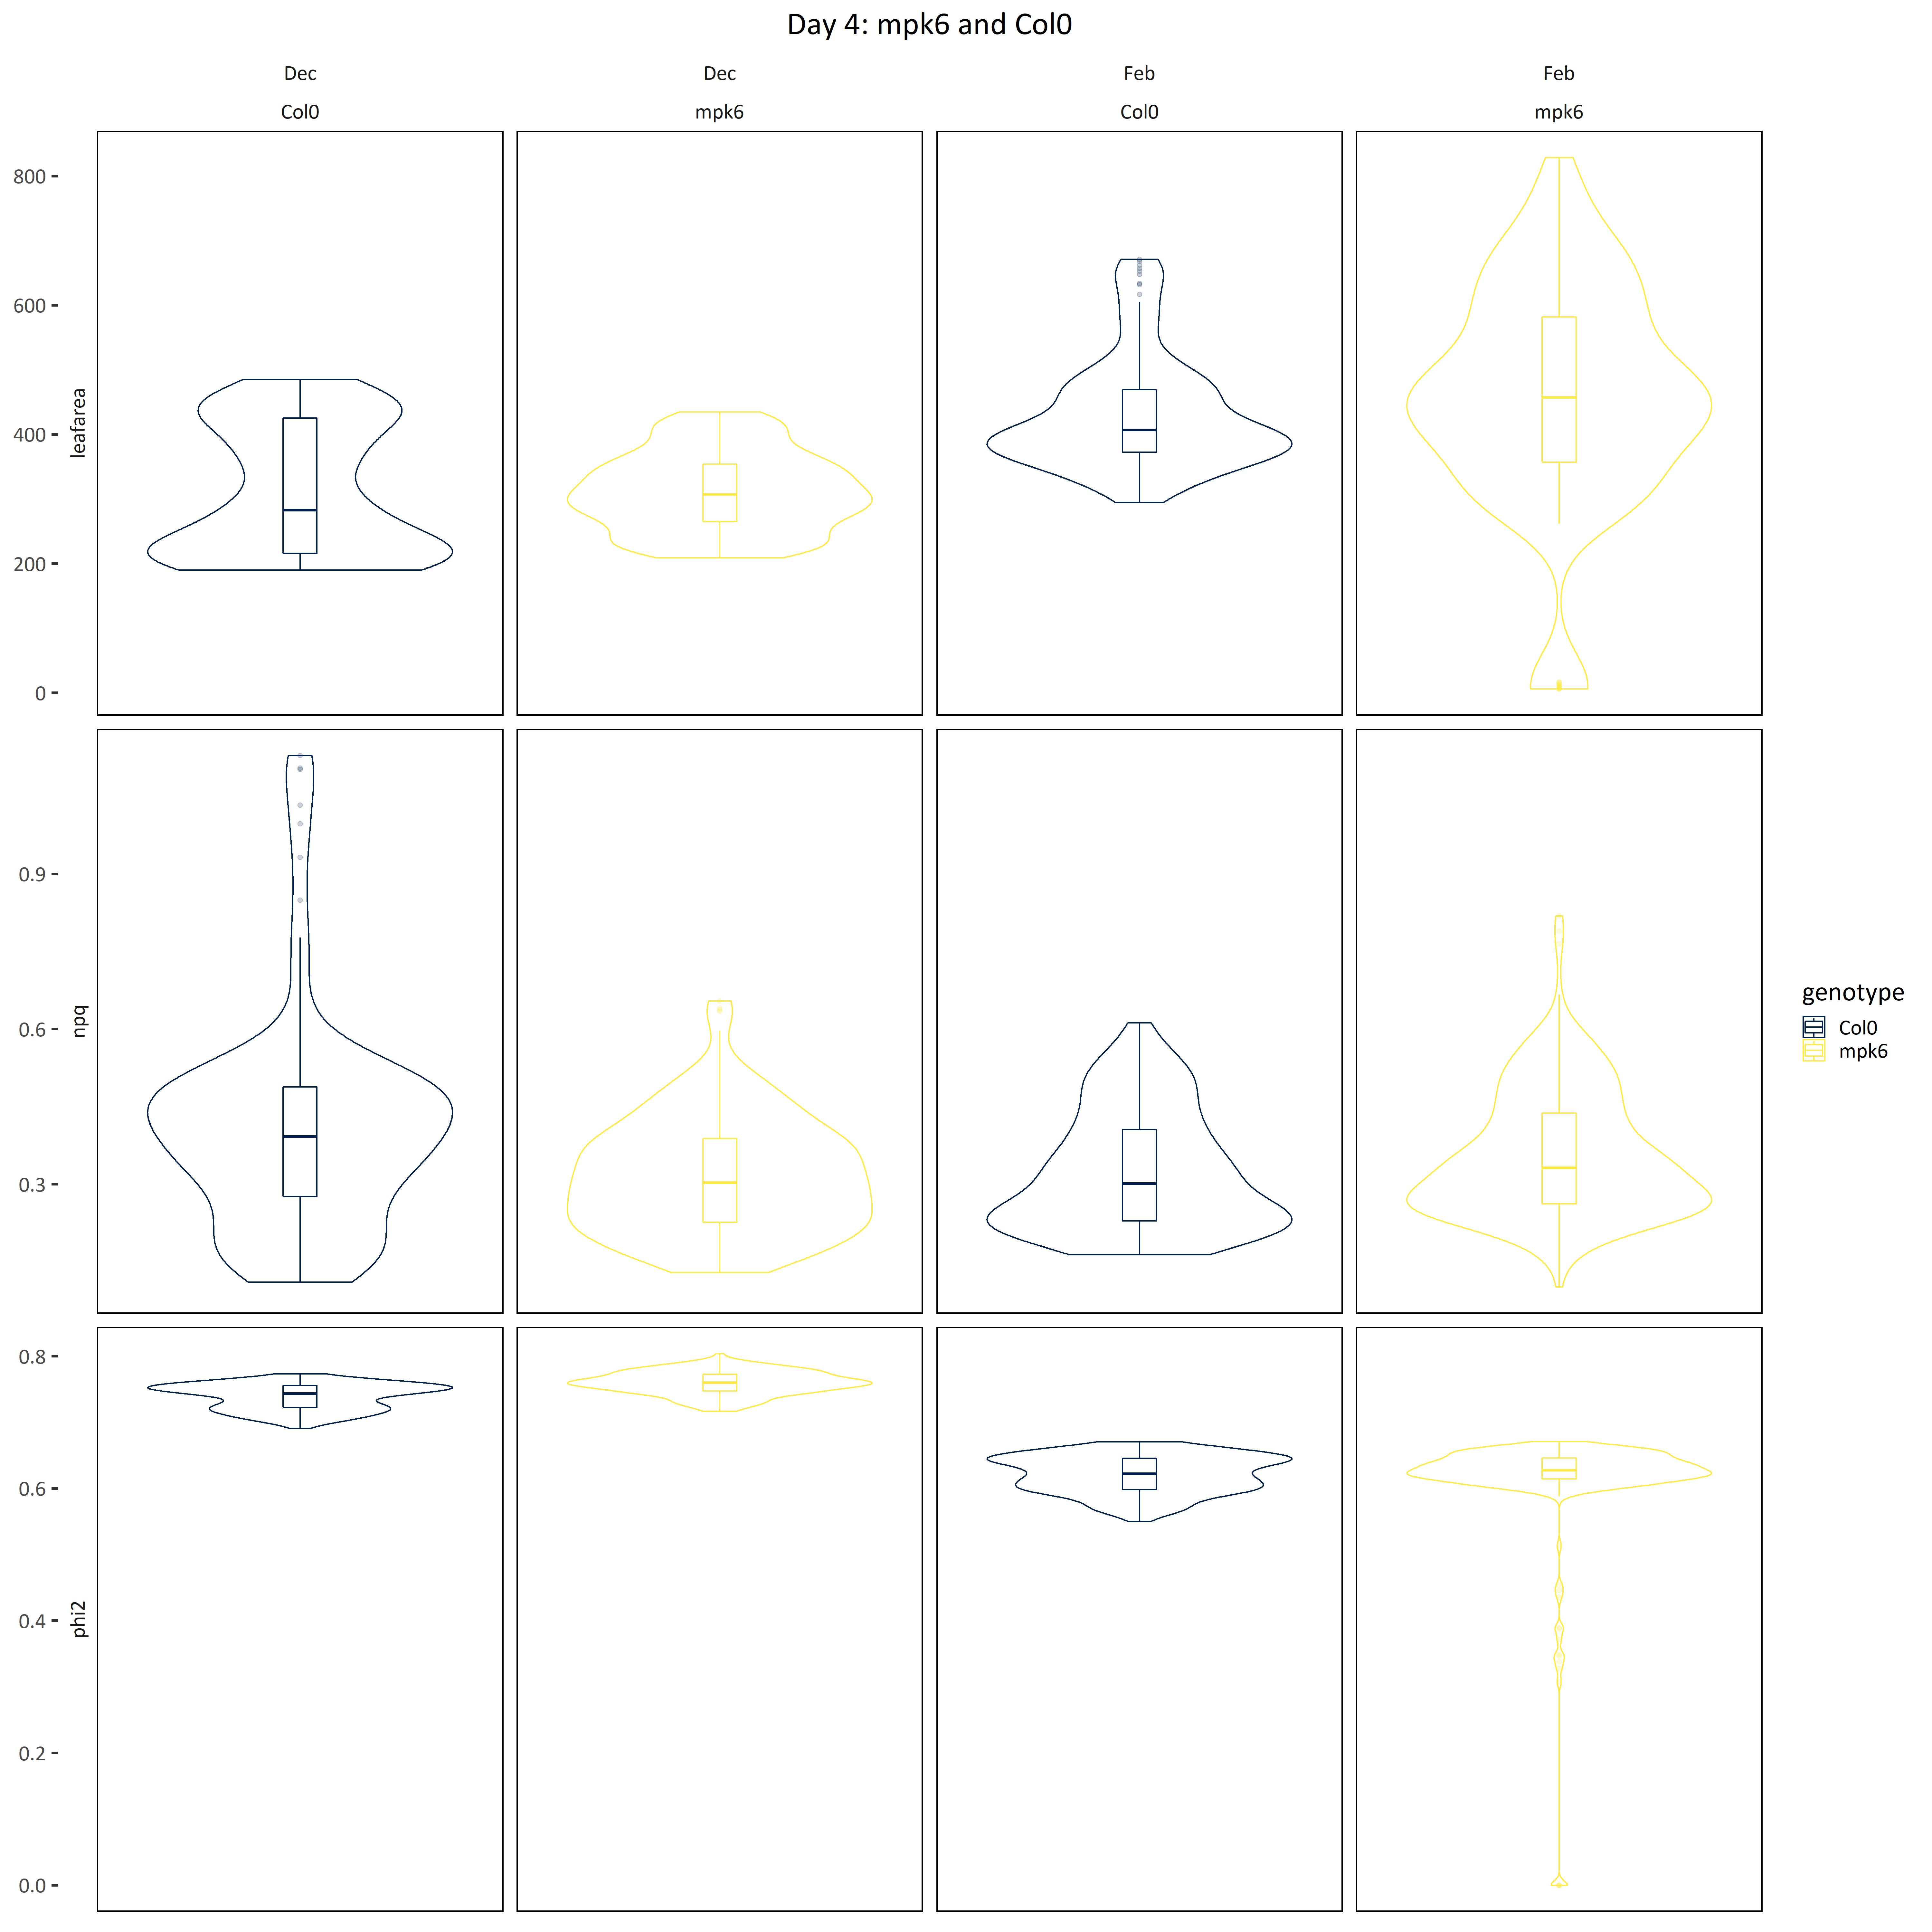 Day 4: mpk6 and Col0
Dec Dec Feb Feb
Col0 mpk6 Col0 mpk6
800
600
leafarea
400
200
0
0.9
npq
0.6
0.3
genotype
Col0
mpk6
0.8
0.6
phi2
0.4
0.2
0.0